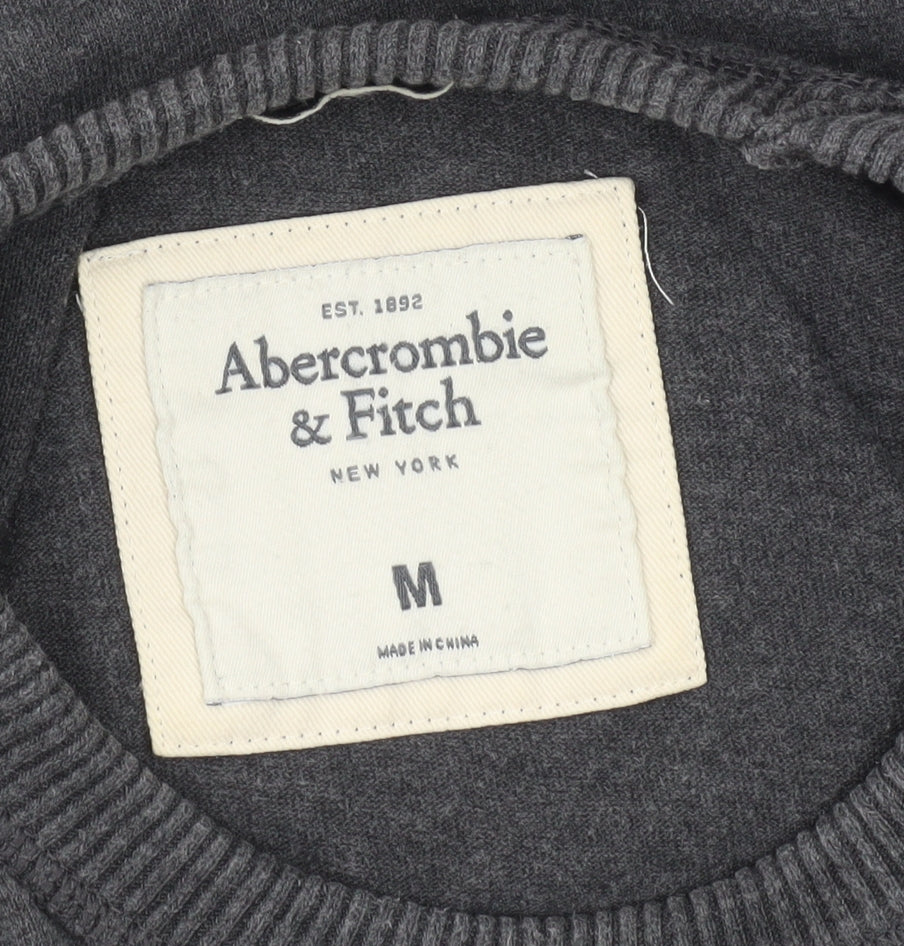 EST. 1892
Abercrombie
& Fitch
NEW YORK
M
MADE IN CHINA